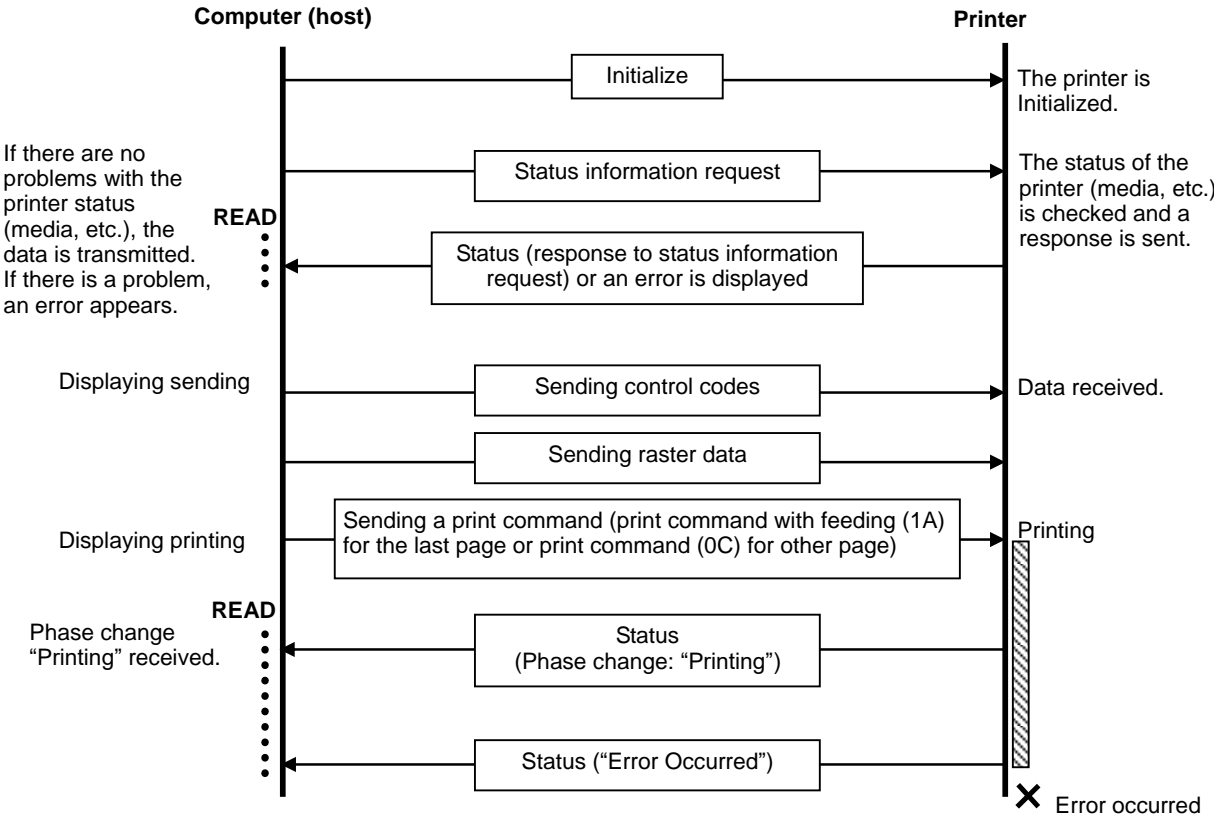 Computer (host)
Printer
Initialize
The printer is
Initialized.
If there are no
problems with the
printer status
(media, etc.), the
data is transmitted.
If there is a problem,
an error appears.
Status information request
The status of the
printer (media, etc.)
is checked and a
response is sent.
READ
Status (response to status information
request) or an error is displayed
Displaying sending
Sending control codes
Data received.
Sending raster data
Displaying printing
Sending a print command (print command with feeding (1A)
for the last page or print command (0C) for other page)
Printing
READ
Phase change
“Printing” received.
Status
(Phase change: “Printing”)
Status (“Error Occurred”)
Error occurred